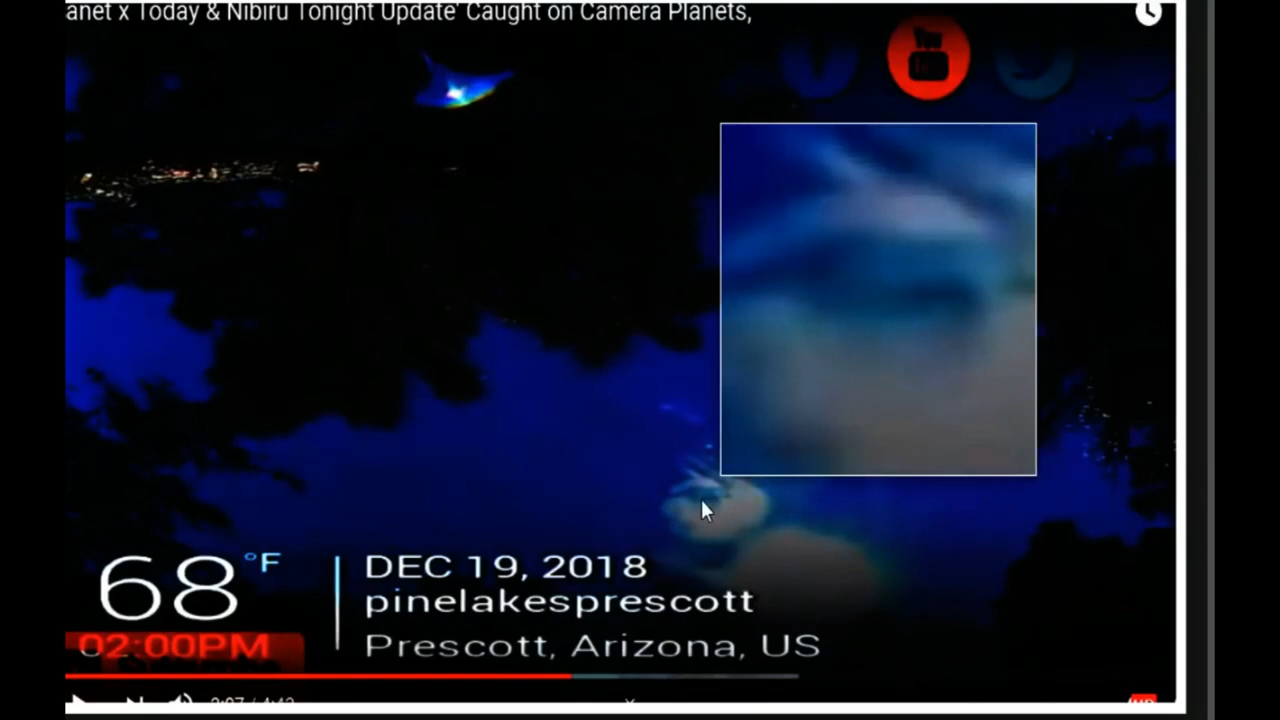 anet x Today & Nibiru Tonight Update' Caught on Camera Planets,
68 °F
02:00PM
DEC 19, 2018
pinelakesprescott
Prescott, Arizona, US